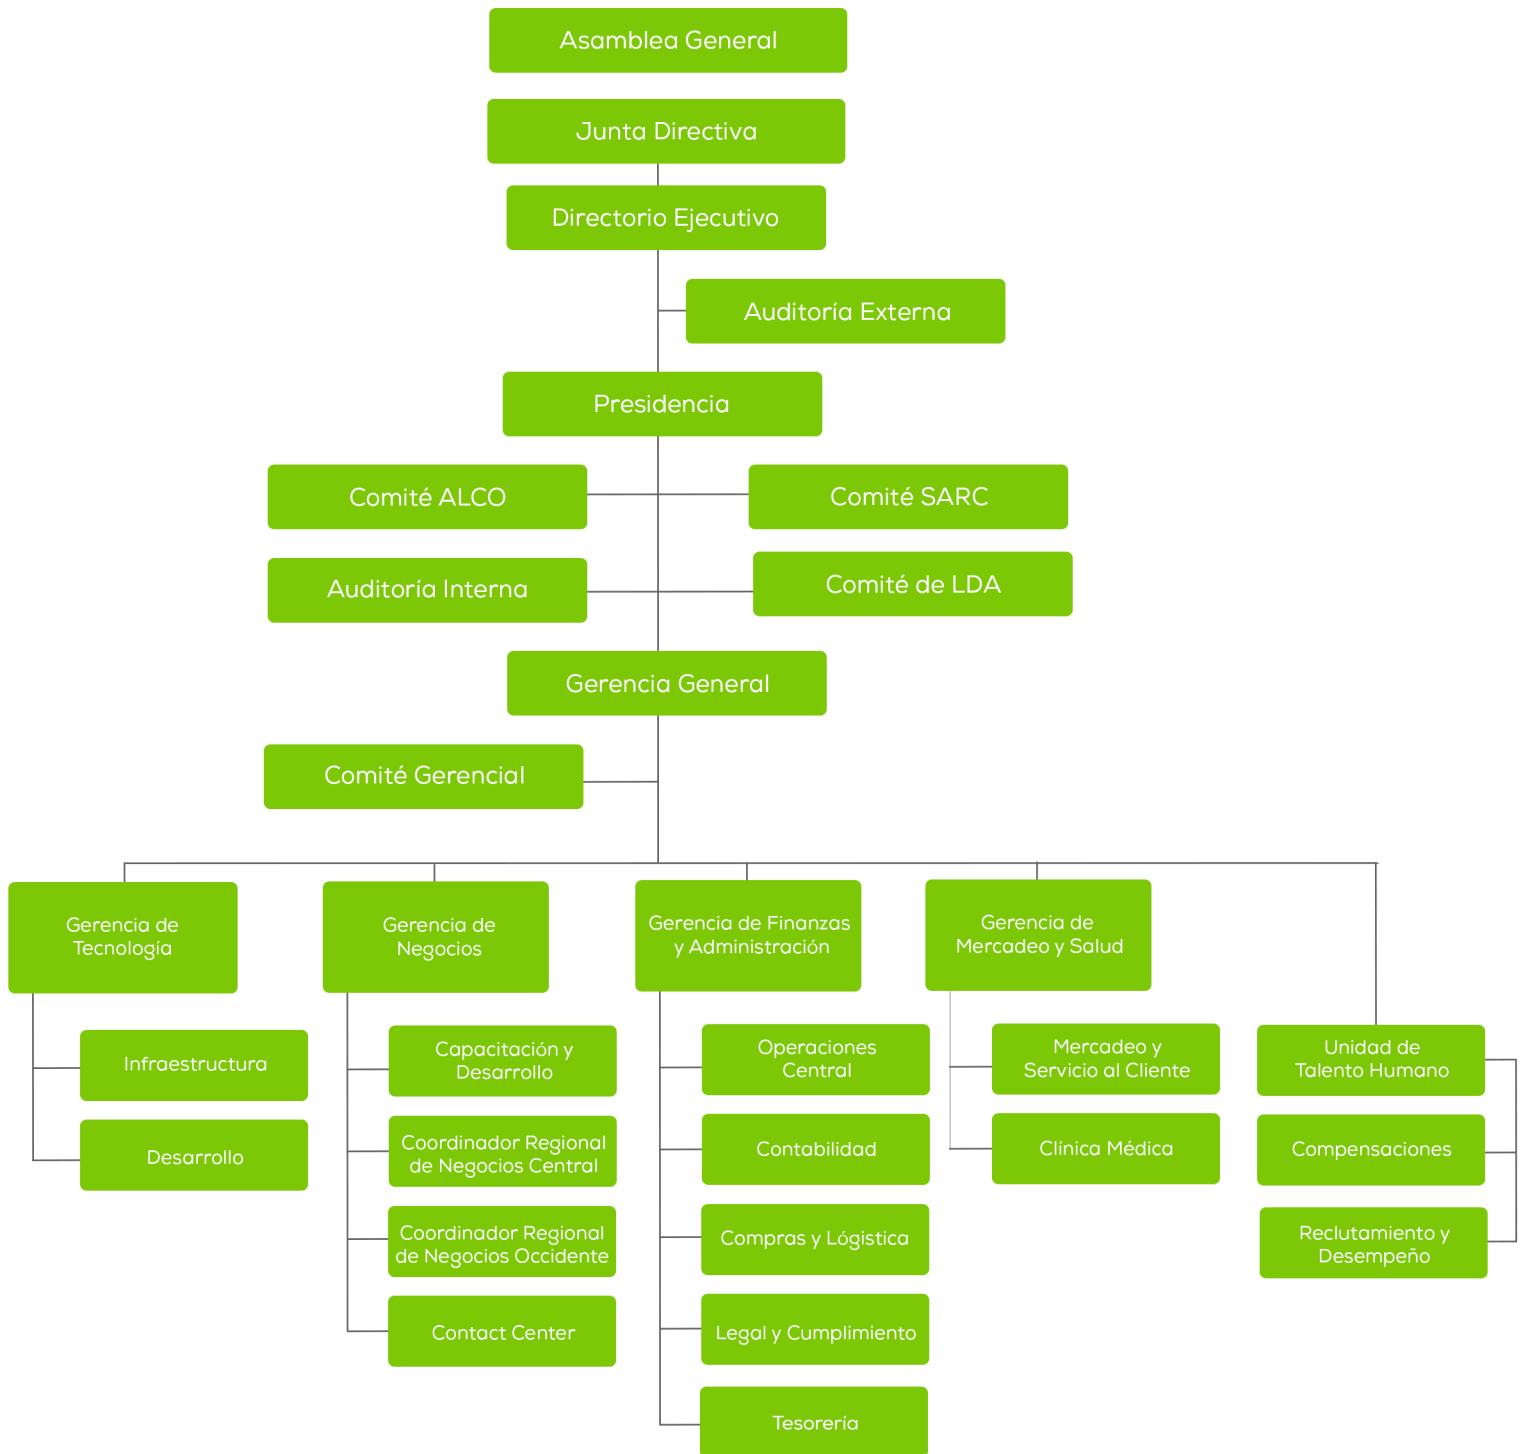 Asamblea General
Junta Directiva
Directorio Ejecutivo
Auditoría Externa
Presidencia
Comité ALCO
Comité SARC
Auditoría Interna
Comité de LDA
Gerencia General
Comité Gerencial
Gerencia de
Tecnología
Infraestructura
Desarrollo
Gerencia de
Negocios
Capacitación y
Desarrollo
Coordinador Regional
de Negocios Central
Coordinador Regional
de Negocios Occidente
Contact Center
Gerencia de Finanzas
y Administración
Operaciones
Central
Contabilidad
Compras y Lógistica
Legal y Cumplimiento
Tesorería
Gerencia de
Mercadeo y Salud
Mercadeo y
Servicio al Cliente
Clínica Médica
Unidad de
Talento Humano
Compensaciones
Reclutamiento y
Desempeño